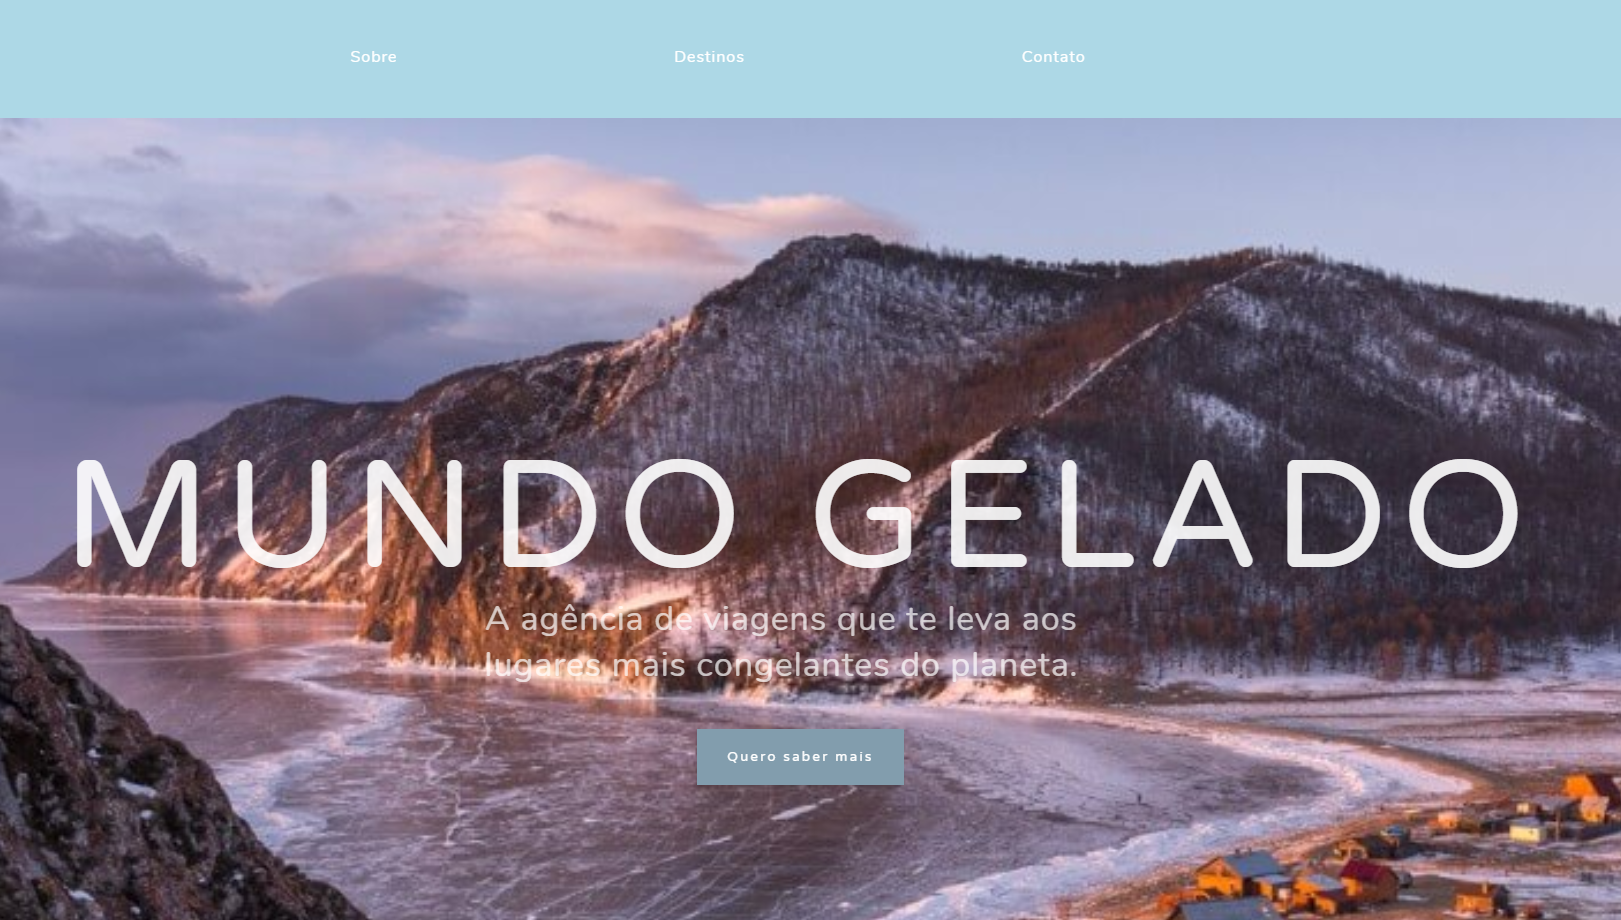 Sobre
Destinos
Contato
MUNDO GELADO
A agência de viagens que te leva aos
lugares mais congelantes do planeta.
Quero saber mais